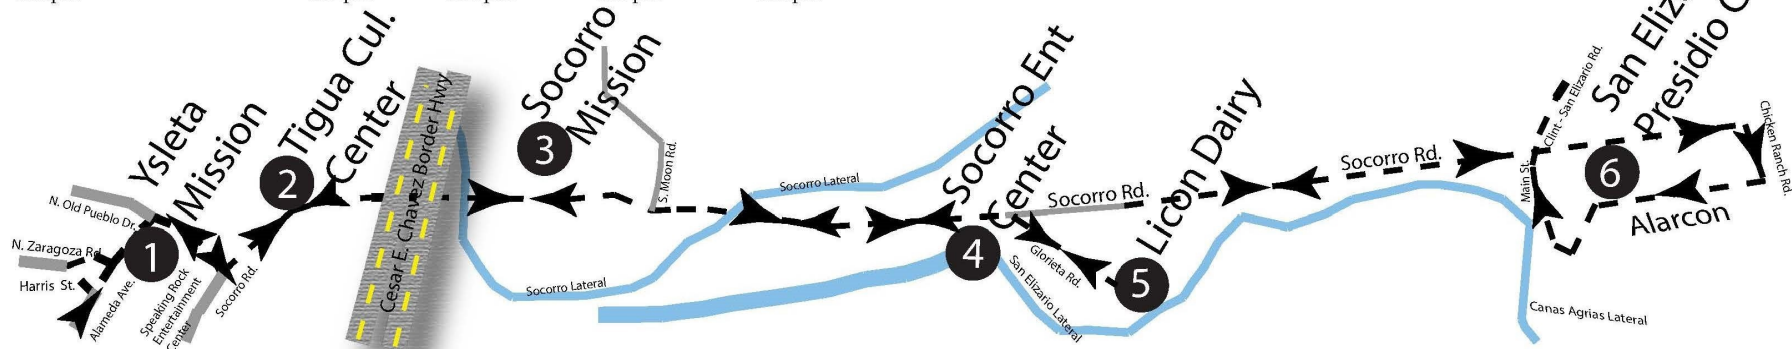 Ysleta
Mission
1
N. Old Pueblo Dr.
N. Zaragoza Rd.
Harris St.
Alameda Ave.
Speaking Rock
Entertainment
Center
Socorro Rd.
2
Tigua Cul.
Center
Cesar E. Chavez Border Hwy
3
Socorro
Mission
S. Moon Rd.
Socorro Lateral
Socorro Lateral
4
Socorro Ent
Center
Socorro Rd.
Glorieta Rd.
San Elizario Lateral
5
Licon Dairy
Socorro Rd.
Main St.
Clint - San Elizario Rd.
6
San Eliz
Presidio C
Chicken Ranch Rd.
Alarcon
Canas Agrias Lateral